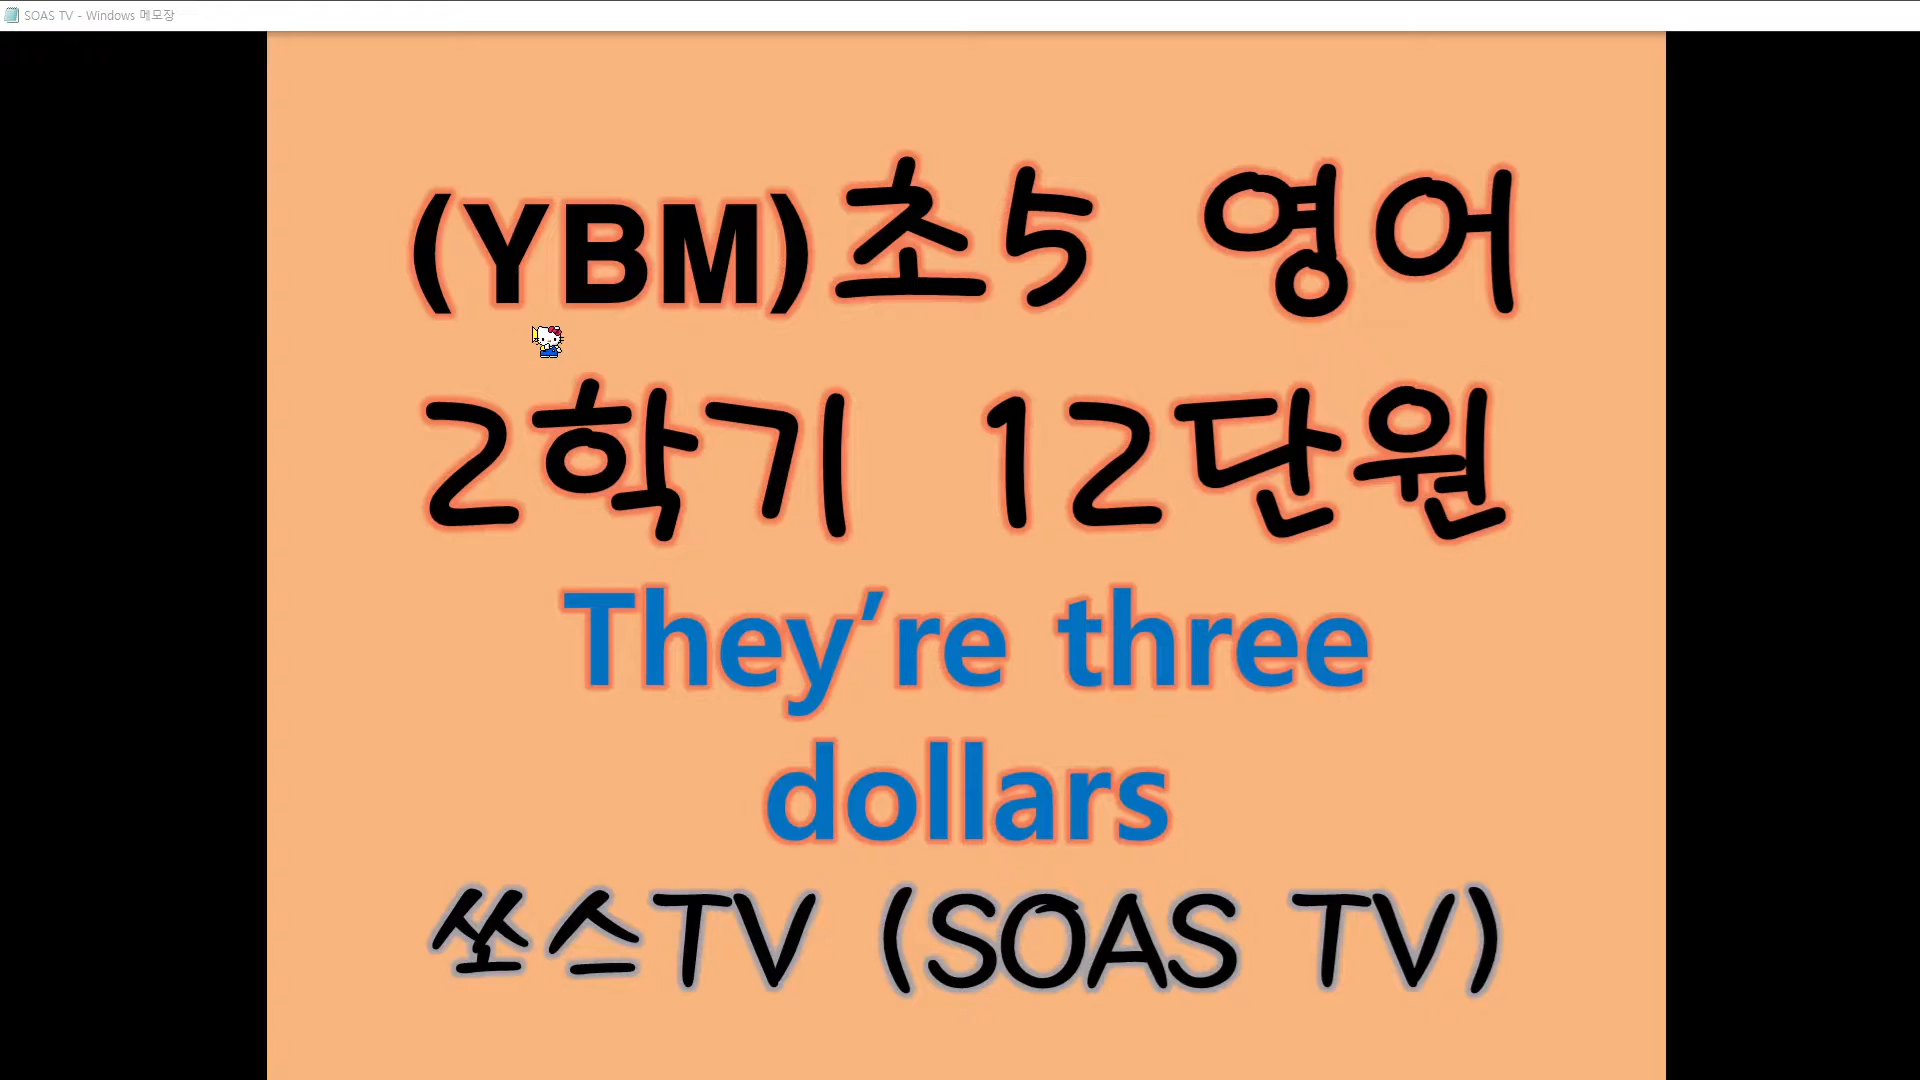 SOAS TV - Windows 메모장
(YBM)초5 영어
2학기 12단원
They're three
dollars
쏘스TV (SOAS TV)